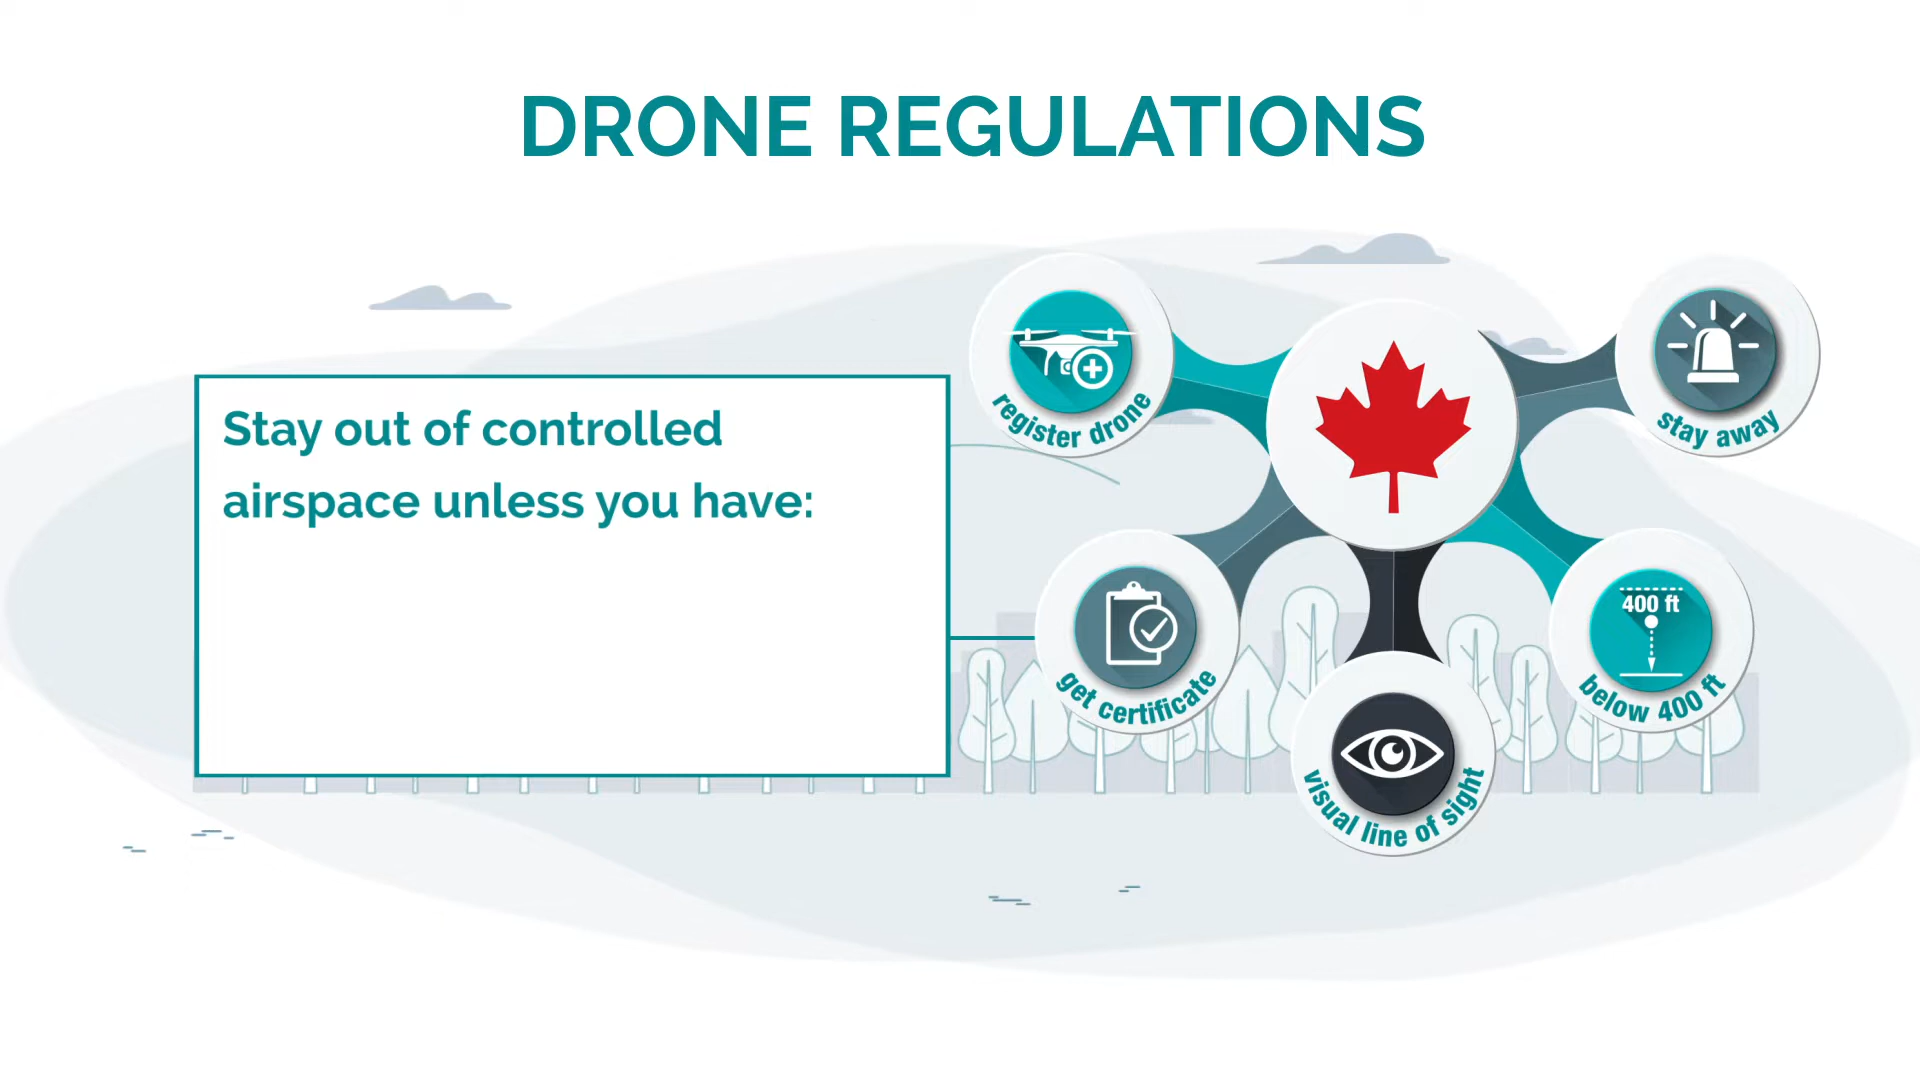 DRONE REGULATIONS
Stay out of controlled
airspace unless you have:
register drone
stay away
get certificate
400 ft
below 400 ft
visual line of sight